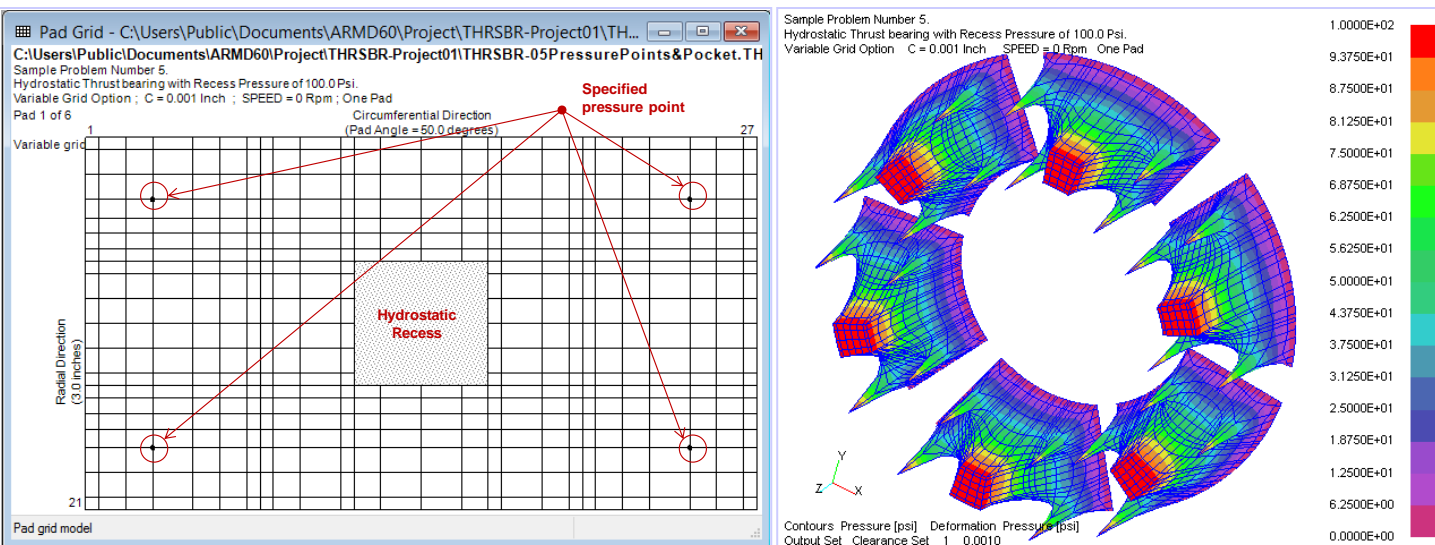 Pad Grid - C:\Users\Public\Documents\ARMD60\Project\THRSBR-Project01\TH...
C:\Users\Public\Documents\ARMD60\Project\THRSBR-Project01\THRSBR-05PressurePoints&Pocket.TH
Sample Problem Number 5.
Hydrostatic Thrust bearing with Recess Pressure of 100.0 Psi.
Variable Grid Option ; C = 0.001 Inch ; SPEED = 0 Rpm ; One Pad
Pad 1 of 6
Circumferential Direction
(Pad Angle = 50.0 degrees)
1
27
Variable gric
Specified
pressure point
Hydrostatic
Recess
Radial Direction
(3.0 inches)
21
Pad grid model
Sample Problem Number 5.
Hydrostatic Thrust bearing with Recess Pressure of 100.0 Psi.
Variable Grid Option C = 0.001 Inch SPEED = 0 Rpm One Pad
1.0000E+02
9.3750E+01
8.7500E+01
8.1250E+01
7.5000E+01
6.8750E+01
6.2500E+01
5.6250E+01
5.0000E+01
4.3750E+01
3.7500E+01
3.1250E+01
2.5000E+01
1.8750E+01
1.2500E+01
6.2500E+00
0.0000E+00
Y
Z
X
Contours Pressure [psi] Deformation Pressure [psi]
Output Set Clearance Set 1 0.0010